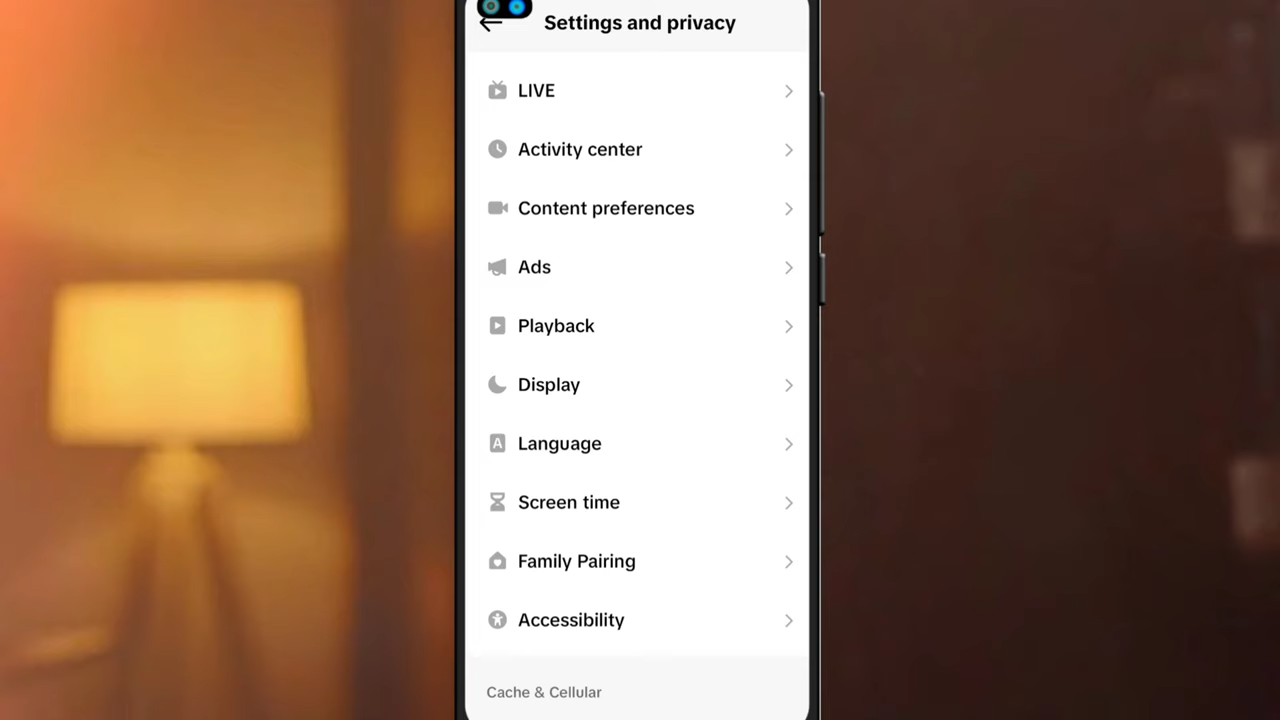 Settings and privacy
LIVE
Activity center
Content preferences
Ads
Playback
Display
Language
Screen time
Family Pairing
Accessibility
Cache & Cellular